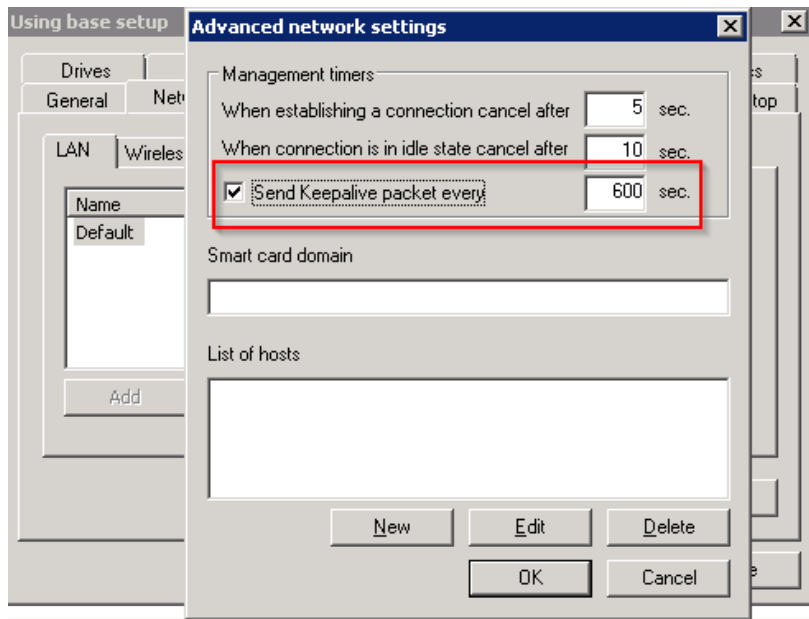 Using base setup
Advanced network settings
Drives
General
LAN
Name
Default
Add
Management timers
When establishing a connection cancel after 5 sec.
When connection is in idle state cancel after 10 sec.
Send Keepalive packet every 600 sec.
Smart card domain
List of hosts
New Edit Delete
OK Cancel